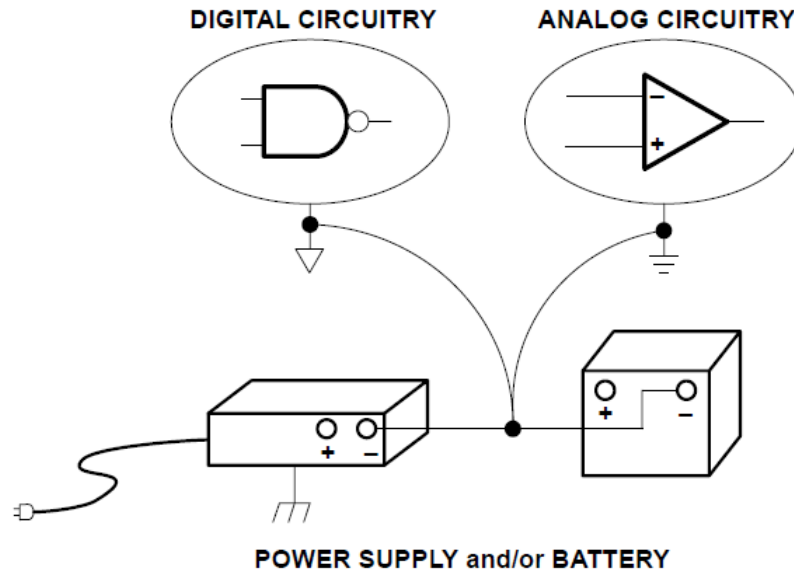 DIGITAL CIRCUITRY
ANALOG CIRCUITRY
−
+
+ −
+ −
POWER SUPPLY and/or BATTERY